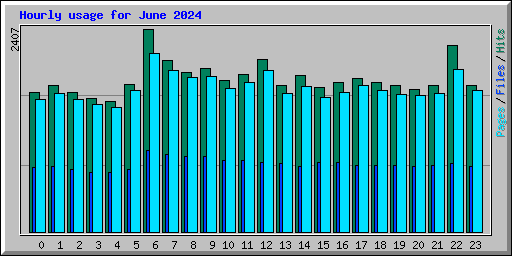 Hourly usage for June 2024
2407
Pages / Files / Hits
0 1 2 3 4 5 6 7 8 9 10 11 12 13 14 15 16 17 18 19 20 21 22 23